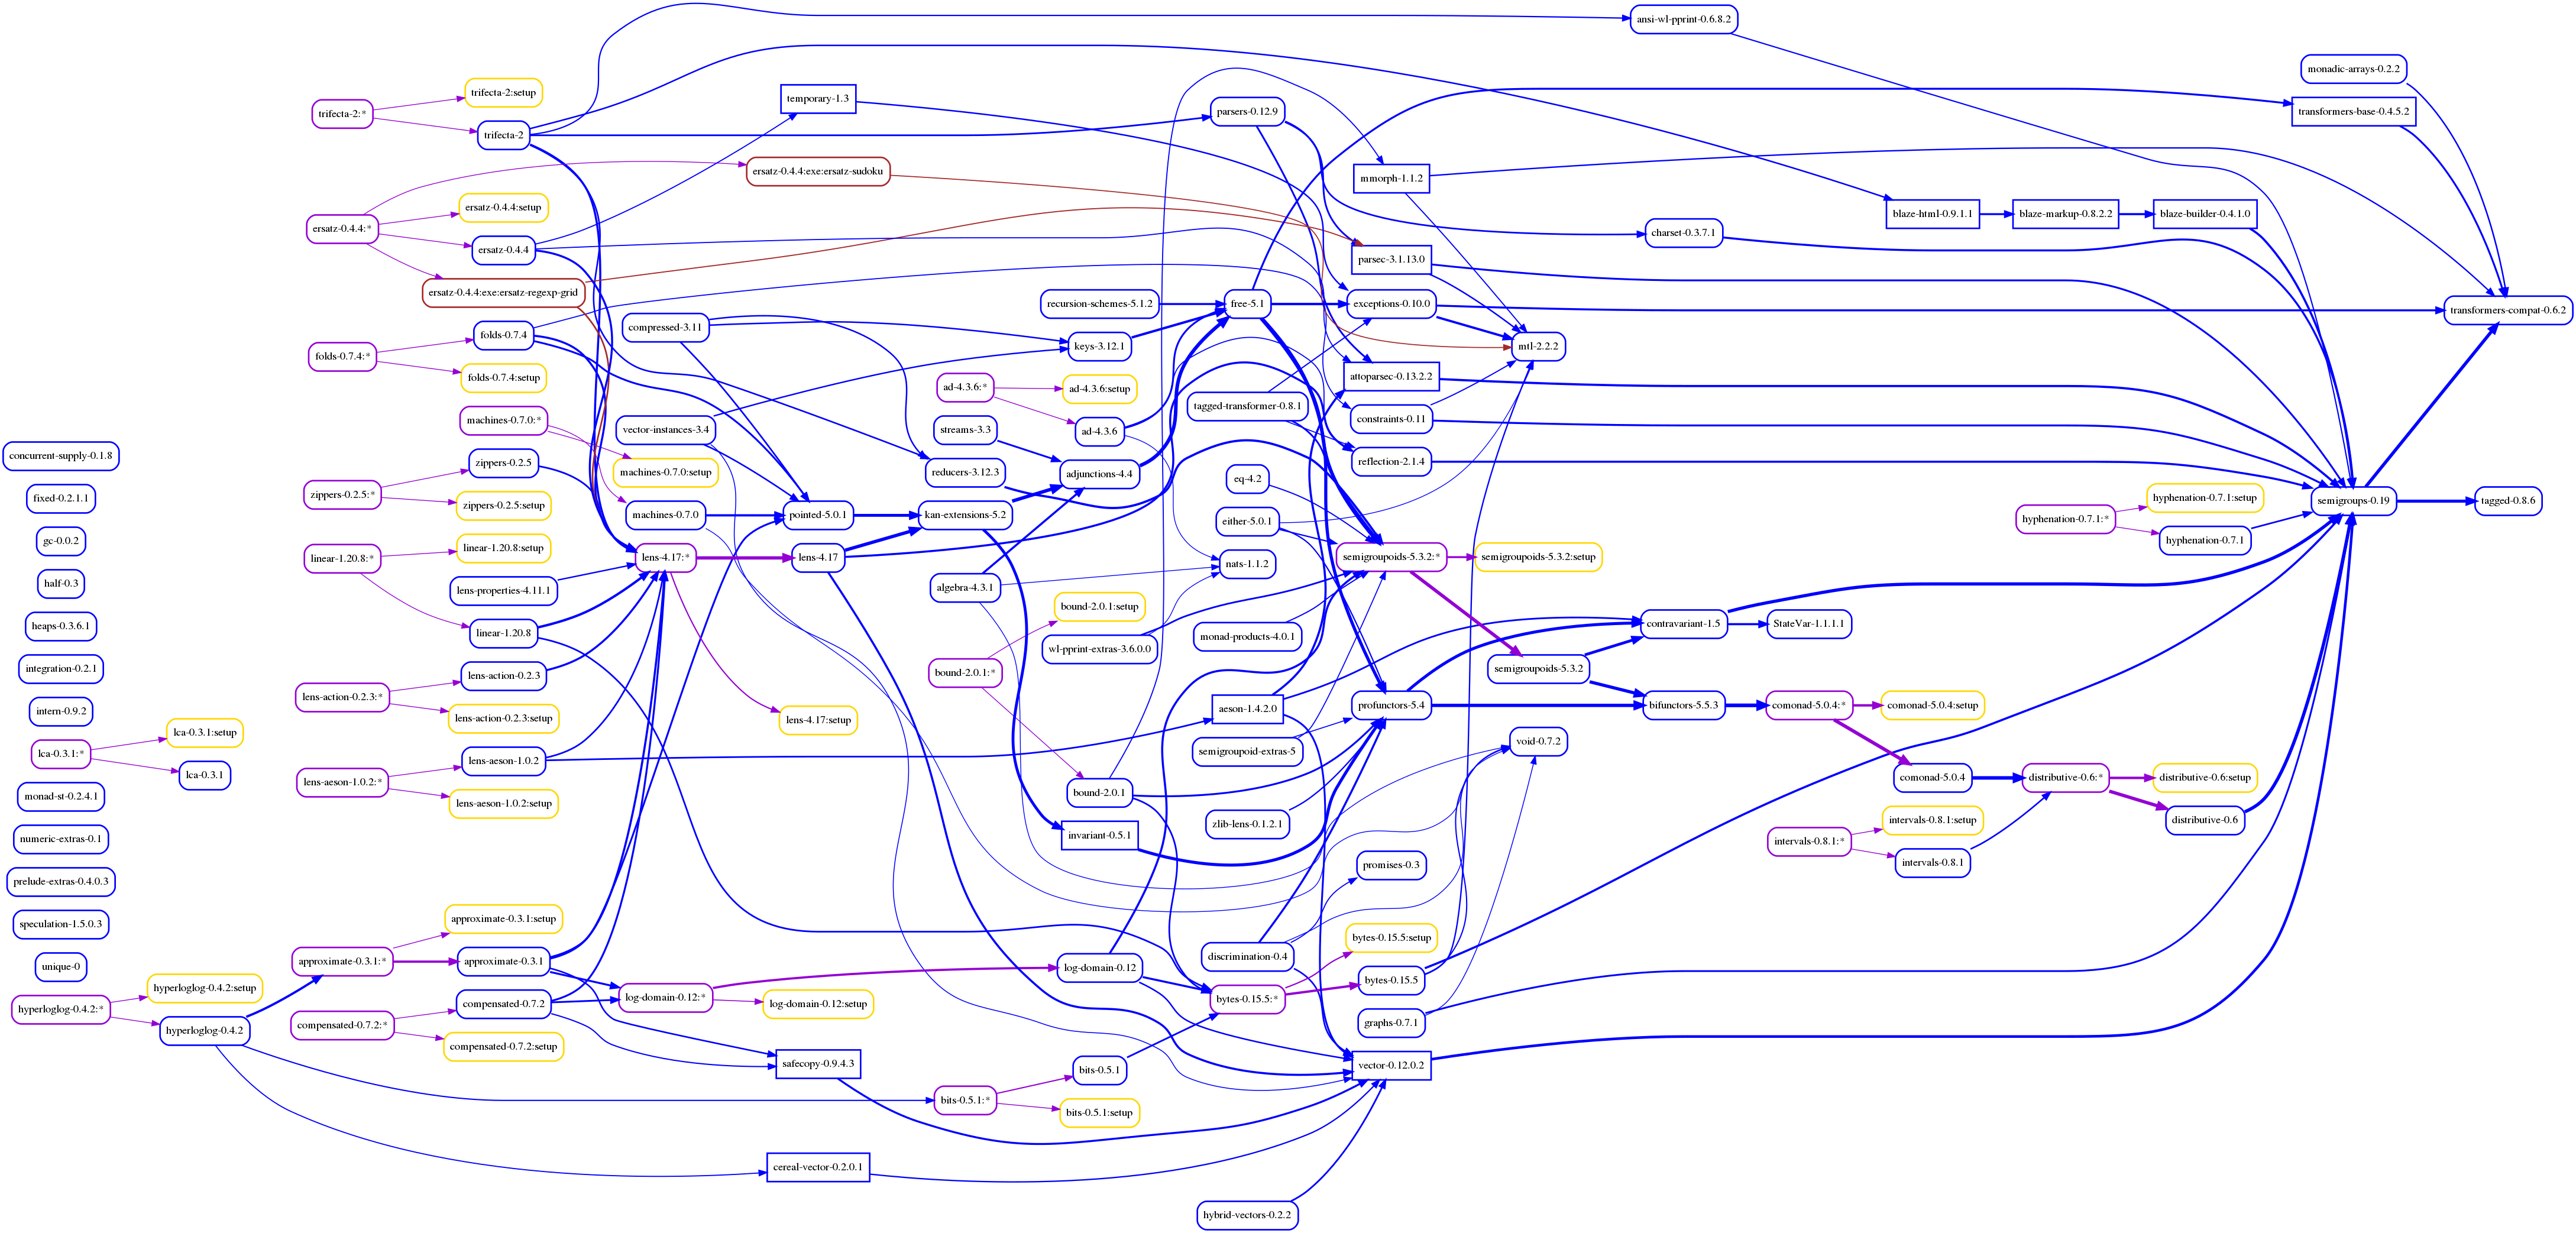 concurrent-supply-0.1.8
fixed-0.2.1.1
gc-0.0.2
half-0.3
heaps-0.3.6.1
integration-0.2.1
intern-0.9.2
lca-0.3.1:*
monad-st-0.2.4.1
numeric-extras-0.1
prelude-extras-0.4.0.3
speculation-1.5.0.3
unique-0
hyperloglog-0.4.2:*
lca-0.3.1:setup
lca-0.3.1
hyperloglog-0.4.2:setup
hyperloglog-0.4.2
trifecta-2:*
ersatz-0.4.4:*
folds-0.7.4:*
zippers-0.2.5:*
linear-1.20.8:*
lens-action-0.2.3:*
lens-aeson-1.0.2:*
approximate-0.3.1:*
compensated-0.7.2:*
trifecta-2:setup
trifecta-2
ersatz-0.4.4:setup
ersatz-0.4.4
ersatz-0.4.4:exe:ersatz-regexp-grid
folds-0.7.4
folds-0.7.4:setup
machines-0.7.0:*
zippers-0.2.5
zippers-0.2.5:setup
linear-1.20.8:setup
lens-properties-4.11.1
linear-1.20.8
lens-action-0.2.3
lens-action-0.2.3:setup
lens-aeson-1.0.2
lens-aeson-1.0.2:setup
approximate-0.3.1:setup
approximate-0.3.1
compensated-0.7.2
compensated-0.7.2:setup
compressed-3.11
vector-instances-3.4
machines-0.7.0:setup
machines-0.7.0
lens-4.17:*
log-domain-0.12:*
temporary-1.3
ersatz-0.4.4:exe:ersatz-sudoku
pointed-5.0.1
lens-4.17
lens-4.17:setup
log-domain-0.12:setup
safecopy-0.9.4.3
cereal-vector-0.2.0.1
ad-4.3.6:*
streams-3.3
reducers-3.12.3
kan-extensions-5.2
algebra-4.3.1
bound-2.0.1:*
bits-0.5.1:*
recursion-schemes-5.1.2
keys-3.12.1
ad-4.3.6:setup
ad-4.3.6
adjunctions-4.4
bound-2.0.1:setup
wl-pprint-extras-3.6.0.0
bound-2.0.1
invariant-0.5.1
log-domain-0.12
bits-0.5.1
bits-0.5.1:setup
parsers-0.12.9
free-5.1
tagged-transformer-0.8.1
eq-4.2
either-5.0.1
nats-1.1.2
monad-products-4.0.1
aeson-1.4.2.0
semigroupoid-extras-5
zlib-lens-0.1.2.1
discrimination-0.4
bytes-0.15.5:*
hybrid-vectors-0.2.2
mmorph-1.1.2
parsec-3.1.13.0
exceptions-0.10.0
attoparsec-0.13.2.2
constraints-0.11
reflection-2.1.4
semigroupoids-5.3.2:*
profunctors-5.4
promises-0.3
bytes-0.15.5:setup
bytes-0.15.5
graphs-0.7.1
vector-0.12.0.2
mtl-2.2.2
semigroupoids-5.3.2:setup
semigroupoids-5.3.2
void-0.7.2
ansi-wl-pprint-0.6.8.2
charset-0.3.7.1
contravariant-1.5
bifunctors-5.5.3
StateVar-1.1.1.1
comonad-5.0.4:*
intervals-0.8.1:*
blaze-html-0.9.1.1
comonad-5.0.4:setup
comonad-5.0.4
intervals-0.8.1:setup
intervals-0.8.1
blaze-markup-0.8.2.2
hyphenation-0.7.1:*
distributive-0.6:*
blaze-builder-0.4.1.0
hyphenation-0.7.1:setup
hyphenation-0.7.1
distributive-0.6:setup
distributive-0.6
monadic-arrays-0.2.2
transformers-base-0.4.5.2
semigroups-0.19
transformers-compat-0.6.2
tagged-0.8.6